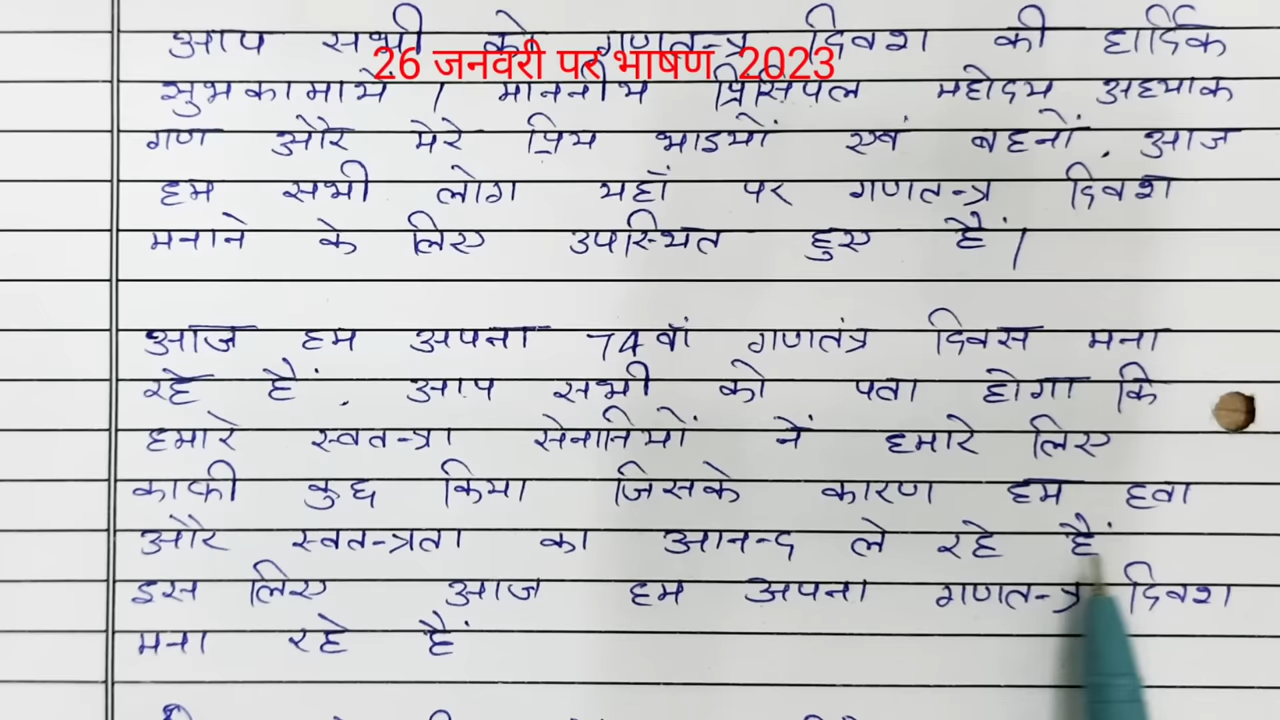 आप सभी को गणतन्त्र दिवश की हार्दिक
26 जनवरी पर भाषण 2023
सुभकामाये । माननीय प्रिंसिपल महोदय अध्याक
गण और मेरे प्रिय भाइयों एवं बहनों. आज
हम सभी लोग यहाँ पर गणतन्त्र दिवश
मनाने के लिए उपस्थित हुए हैं।
आज हम अपना 74वां गणतंत्र दिवस मना
रहे हैं. आप सभी को पता होगा कि
हमारे स्वतन्त्रा सेनानियों नें हमारे लिए
काफी कुछ किया जिसके कारण हम हवा
और स्वतन्त्रता का आनन्द ले रहे हैं
इस लिए आज हम अपना गणतन्त्र दिवश
मना रहे हैं